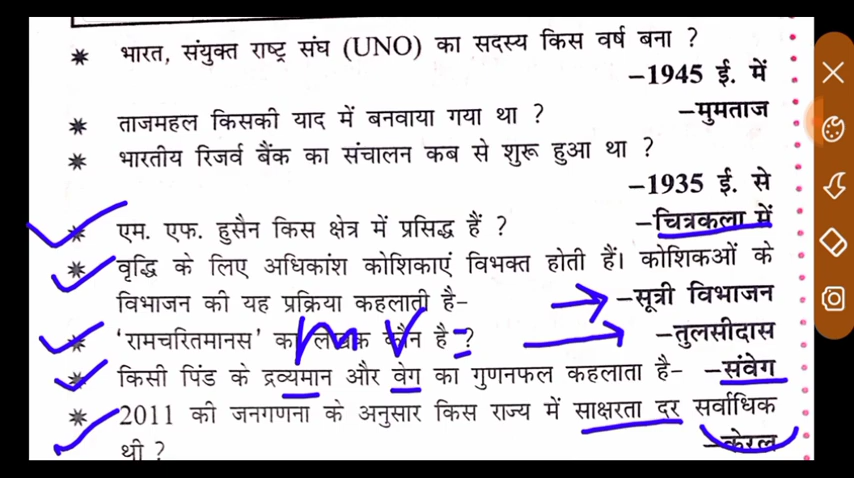 * भारत, संयुक्त राष्ट्र संघ (UNO) का सदस्य किस वर्ष बना ?
–1945 ई. में
* ताजमहल किसकी याद में बनवाया गया था ? –मुमताज
* भारतीय रिजर्व बैंक का संचालन कब से शुरू हुआ था ?
–1935 ई. से
* एम. एफ. हुसैन किस क्षेत्र में प्रसिद्ध हैं ? –चित्रकला में
* वृद्धि के लिए अधिकांश कोशिकाएं विभक्त होती हैं। कोशिकओं के
विभाजन की यह प्रक्रिया कहलाती है– –सूत्री विभाजन
* ‘रामचरितमानस’ का लेखक कौन है ? –तुलसीदास
m v
* किसी पिंड के द्रव्यमान और वेग का गुणनफल कहलाता है– –संवेग
* 2011 की जनगणना के अनुसार किस राज्य में साक्षरता दर सर्वाधिक
थी ? –केरल